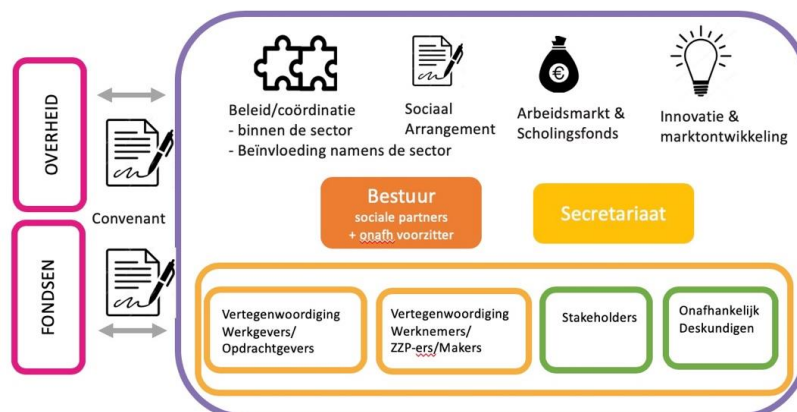 OVERHEID
FONDSEN
Convenant
Beleid/coördinatie
- binnen de sector
- Beïnvloeding namens de sector
Sociaal
Arrangement
€
Arbeidsmarkt &
Scholingsfonds
Innovatie &
marktontwikkeling
Bestuur
sociale partners
+ onafh voorzitter
Secretariaat
Vertegenwoordiging
Werkgevers/
Opdrachtgevers
Vertegenwoordiging
Werknemers/
ZZP-ers/Makers
Stakeholders
Onafhankelijk
Deskundigen